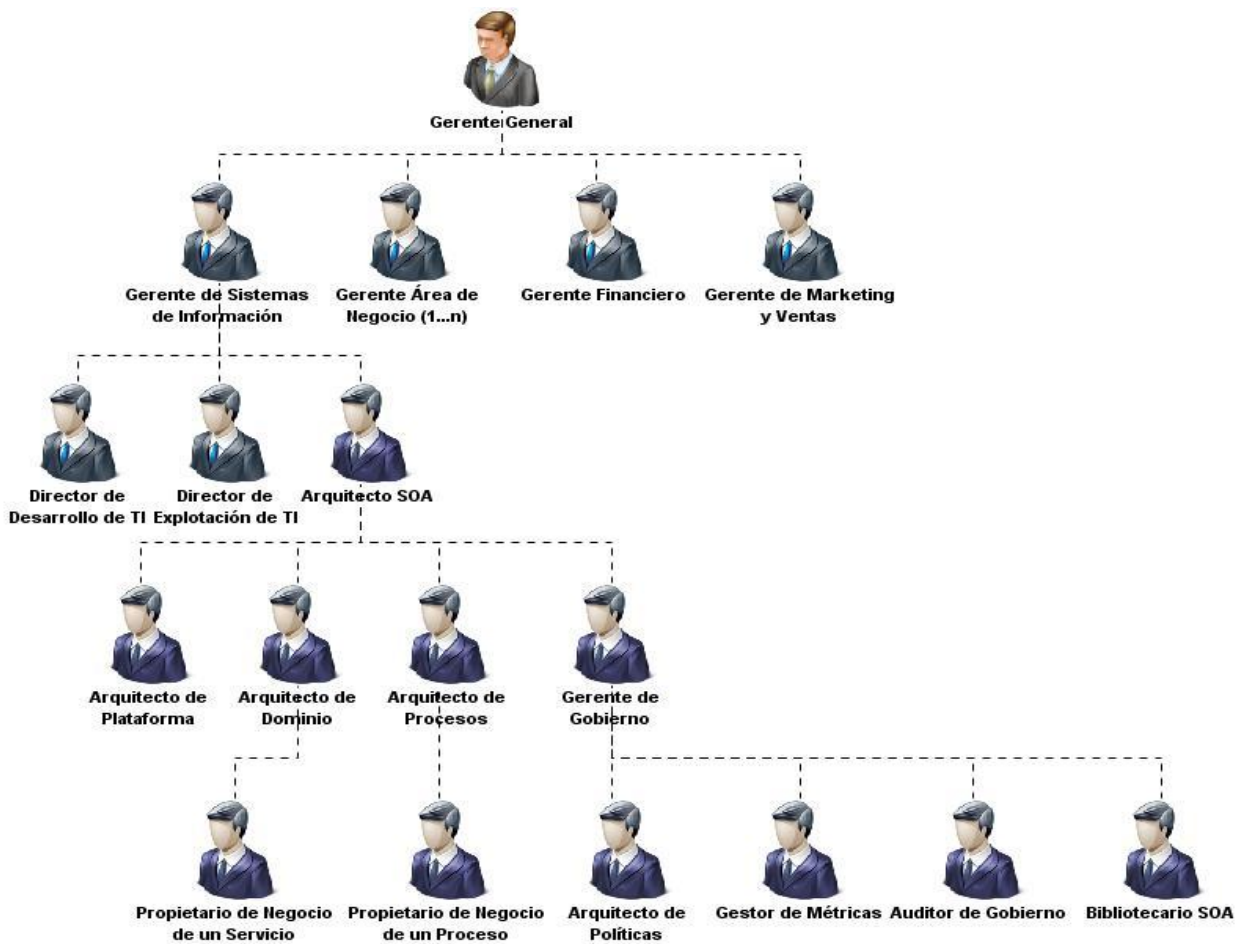 Gerente General
Gerente de Sistemas
de Información
Gerente Área de
Negocio (1...n)
Gerente Financiero
Gerente de Marketing
y Ventas
Director de
Desarrollo de TI
Director de
Explotación de TI
Arquitecto SOA
Arquitecto de
Plataforma
Arquitecto de
Dominio
Arquitecto de
Procesos
Gerente de
Gobierno
Propietario de Negocio
de un Servicio
Propietario de Negocio
de un Proceso
Arquitecto de
Políticas
Gestor de Métricas
Auditor de Gobierno
Bibliotecario SOA